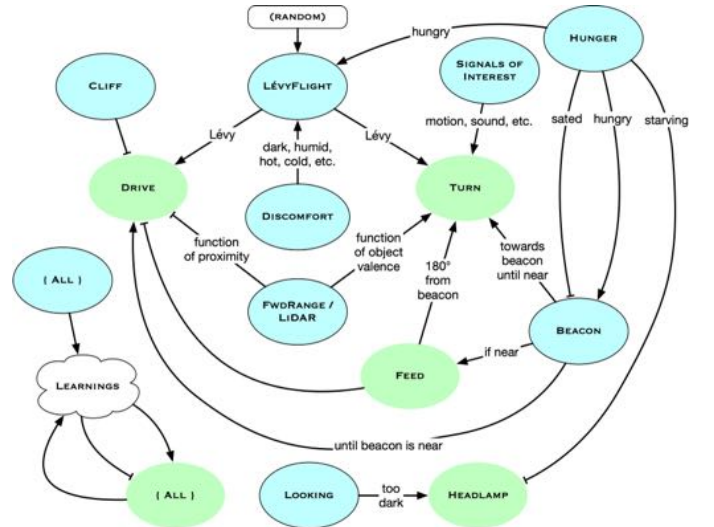 (RANDOM)
HUNGER
hungry
SIGNALS OF
INTEREST
CLIFF
LÉVYFLIGHT
sated
hungry
starving
motion, sound, etc.
Lévy
Lévy
dark, humid,
hot, cold, etc.
DRIVE
TURN
DISCOMFORT
function
of proximity
function
of object
valence
180°
from
beacon
towards
beacon
until near
( ALL )
FWDRANGE /
LIDAR
BEACON
if near
FEED
LEARNINGS
until beacon is near
( ALL )
LOOKING
too
dark
HEADLAMP